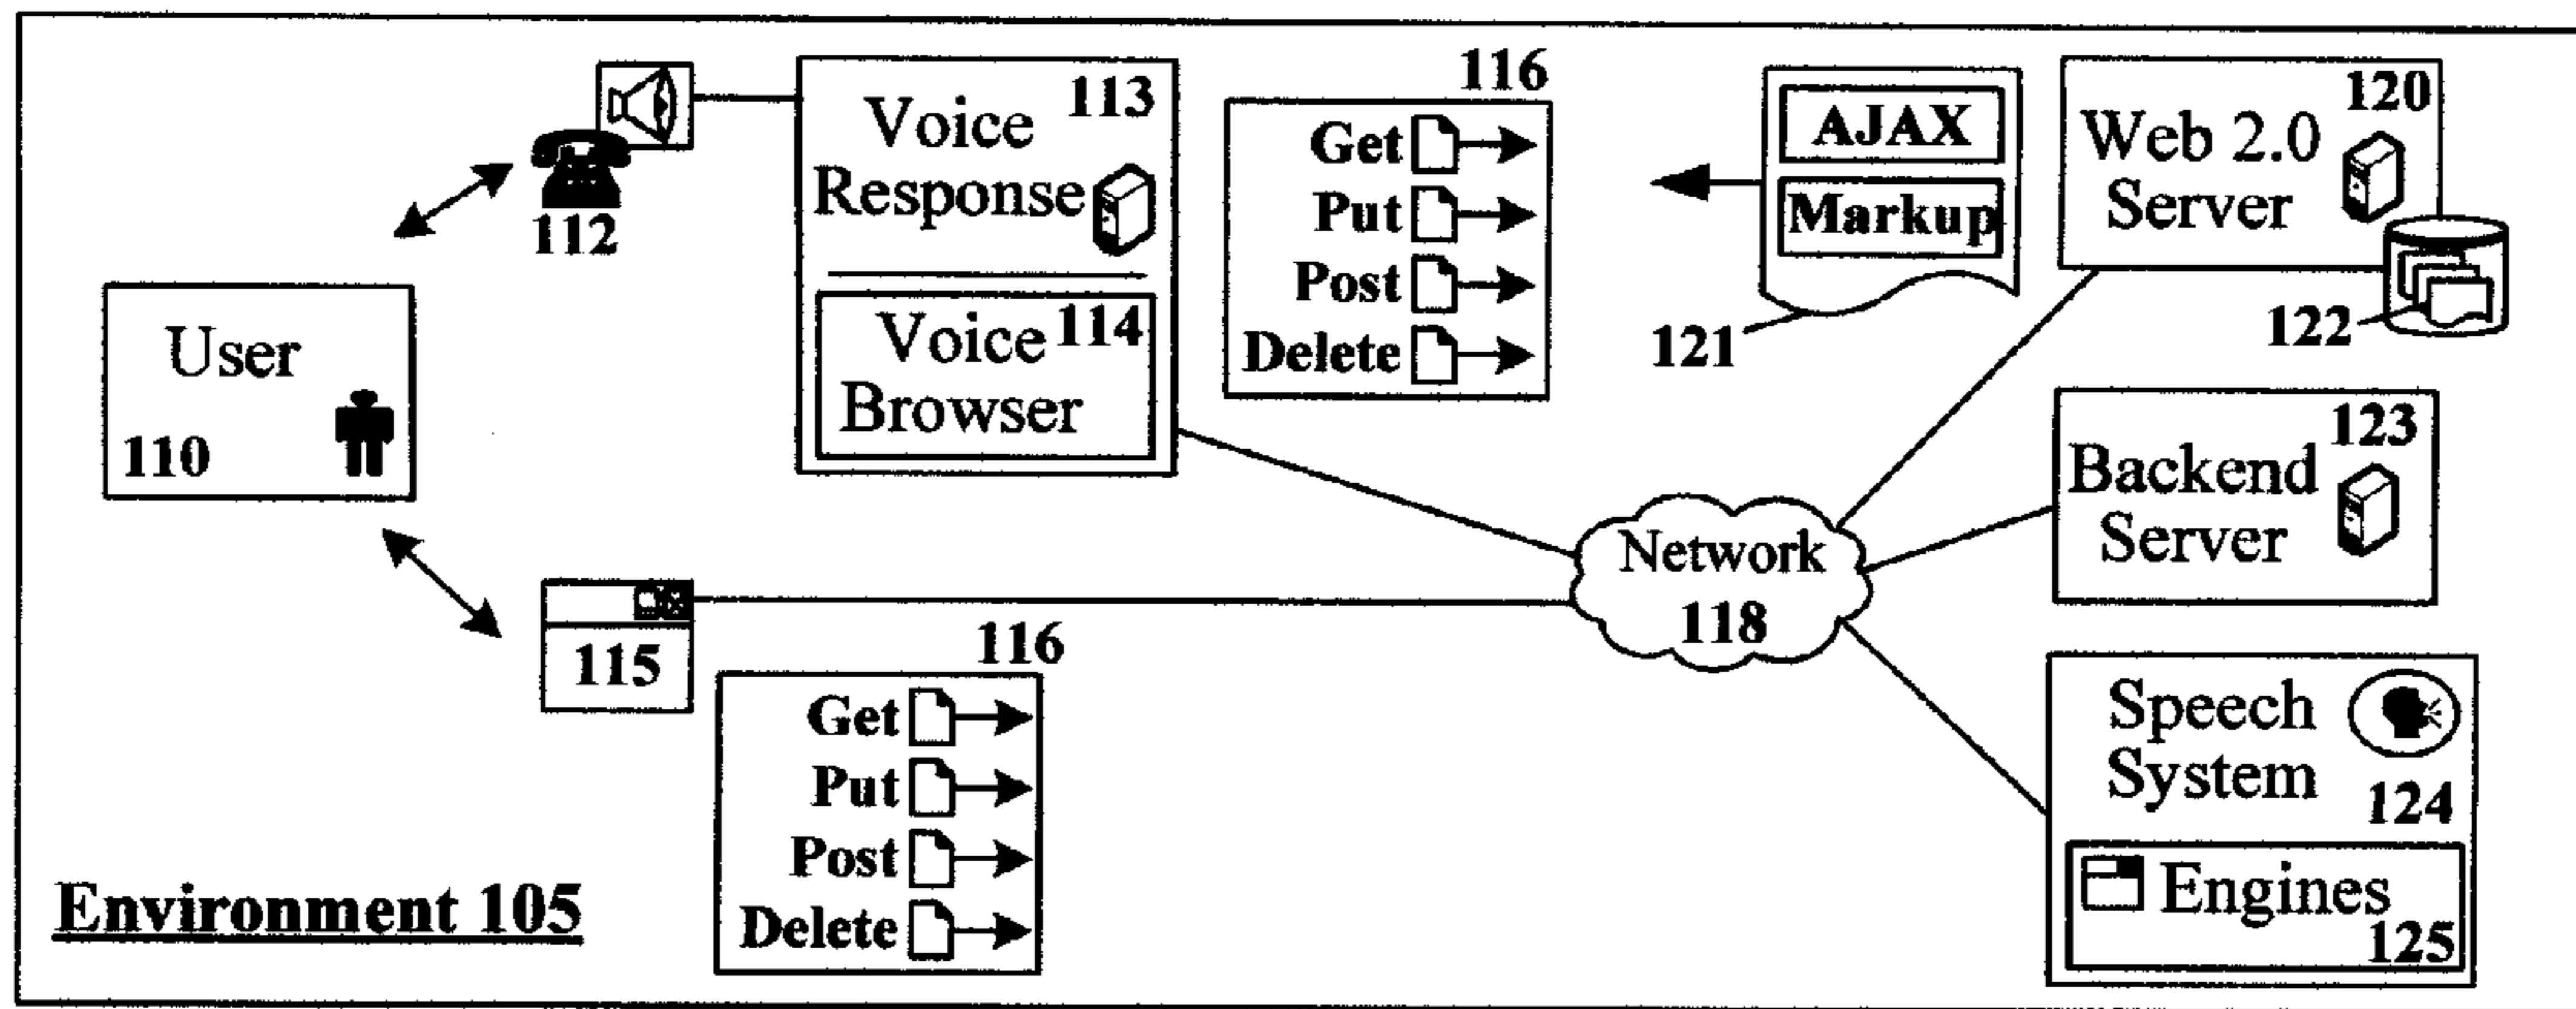 User
110
112
113
Voice
Response
Voice 114
Browser
116
Get
Put
Post
Delete
AJAX
Markup
121
120
Web 2.0
Server
122
123
Backend
Server
Network
118
115
116
Get
Put
Post
Delete
Speech
System
124
Engines
125
Environment 105